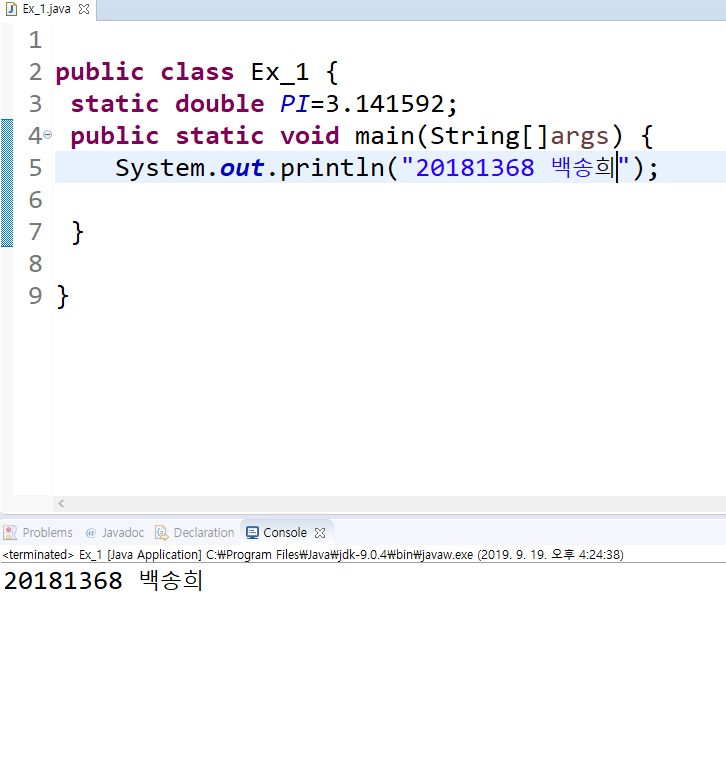 Ex_1.java
1
2 public class Ex_1 {
3 static double PI=3.141592;
4 public static void main(String[]args) {
5 System.out.println("20181368 백송희");
6
7 }
8
9 }
Problems @ Javadoc Declaration Console
<terminated> Ex_1 [Java Application] C:₩Program Files₩Java₩jdk-9.0.4₩bin₩javaw.exe (2019. 9. 19. 오후 4:24:38)
20181368 백송희